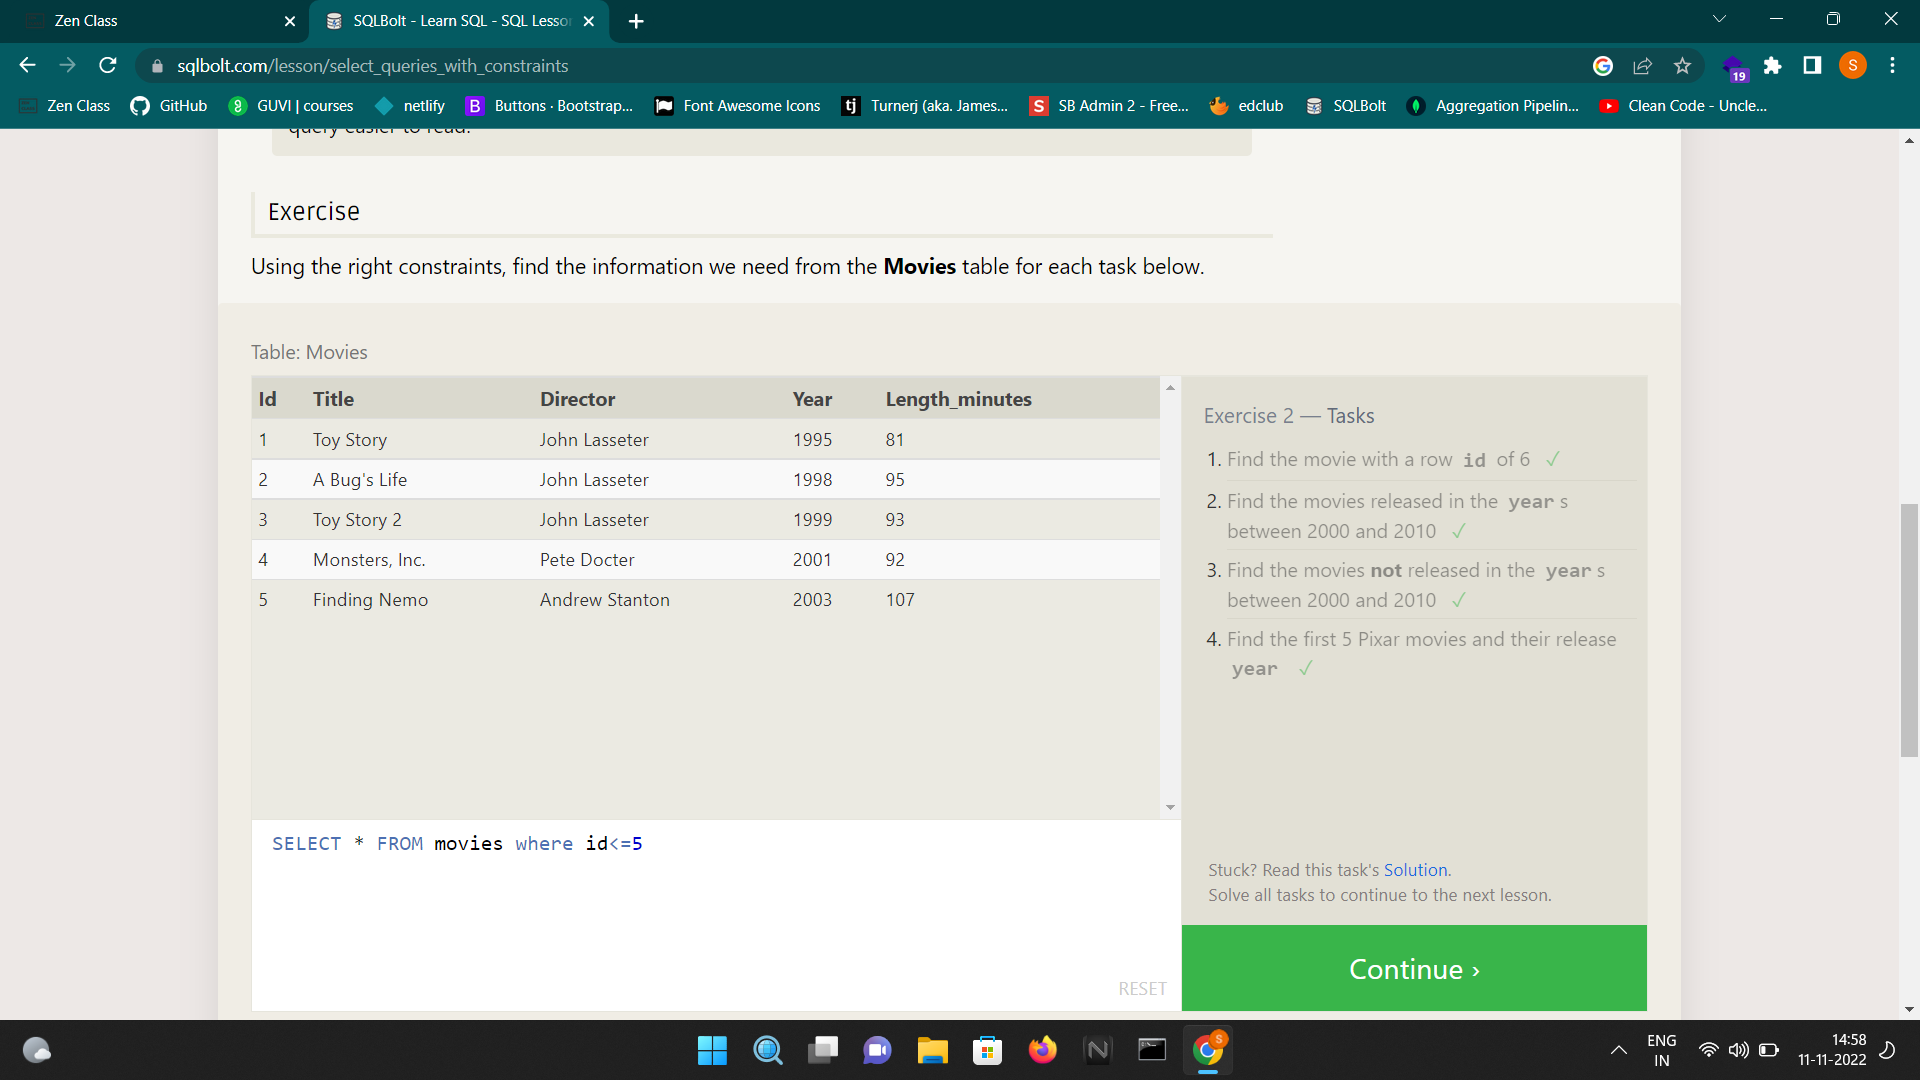 Zen Class
SQLBolt - Learn SQL - SQL Lesso
sqlbolt.com/lesson/select_queries_with_constraints
19
S
Zen Class
GitHub
GUVI | courses
netlify
B Buttons · Bootstrap...
Font Awesome Icons
tj Turnerj (aka. James...
S SB Admin 2 - Free...
edclub
SQLBolt
Aggregation Pipelin...
Clean Code - Uncle...
query easier to read.
Exercise
Using the right constraints, find the information we need from the Movies table for each task below.
Table: Movies
Id Title Director Year Length_minutes
1 Toy Story John Lasseter 1995 81
2 A Bug's Life John Lasseter 1998 95
3 Toy Story 2 John Lasseter 1999 93
4 Monsters, Inc. Pete Docter 2001 92
5 Finding Nemo Andrew Stanton 2003 107
Exercise 2 — Tasks
1. Find the movie with a row id of 6 ✓
2. Find the movies released in the year s
between 2000 and 2010 ✓
3. Find the movies not released in the year s
between 2000 and 2010 ✓
4. Find the first 5 Pixar movies and their release
year ✓
SELECT * FROM movies where id<=5
RESET
Stuck? Read this task's Solution.
Solve all tasks to continue to the next lesson.
Continue ›
S
ENG
IN
14:58
11-11-2022